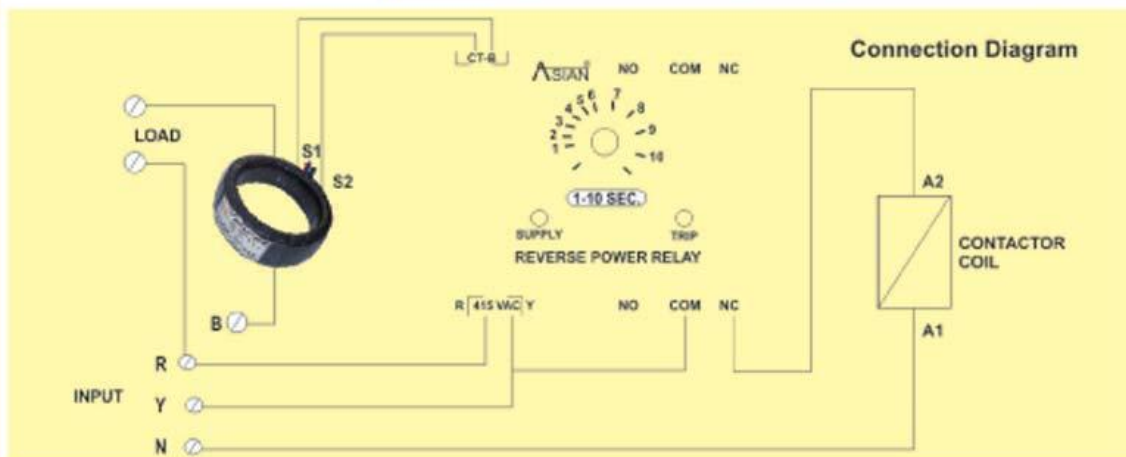 Connection Diagram
CT-B
ASIAN
NO COM NC
1 2 3 4 5 6 7 8 9 10
LOAD
S1
S2
1-10 SEC.
SUPPLY TRIP
REVERSE POWER RELAY
A2
CONTACTOR
COIL
A1
R 415 VAC Y
NO COM NC
B
R
INPUT
Y
N